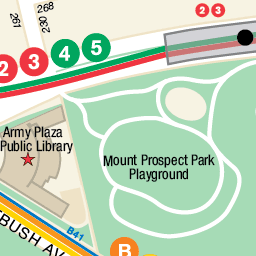 268
230
261
2 3
2 3 4 5
Army Plaza
Public Library
Mount Prospect Park
Playground
B41
BUSH AV
B